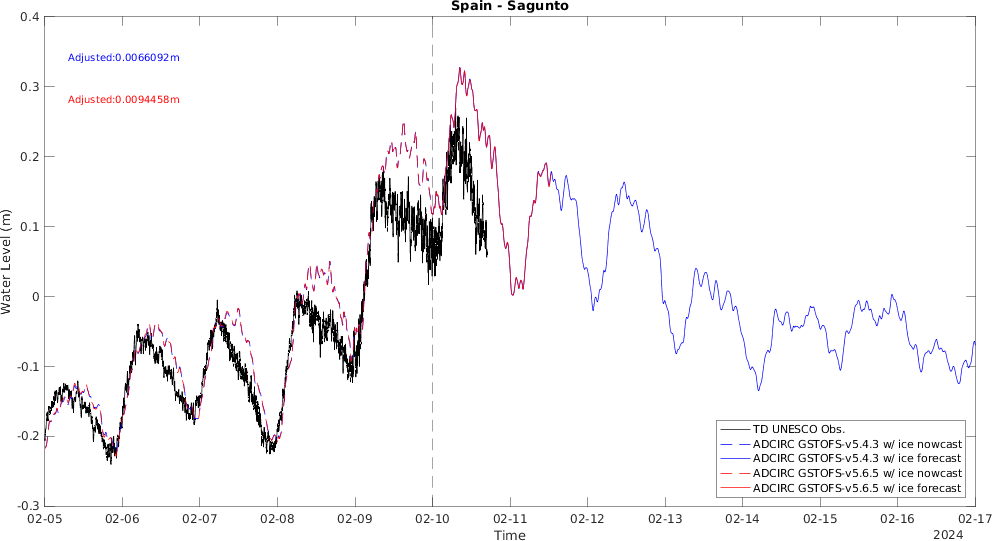 Spain - Sagunto
0.4
0.3
0.2
0.1
0
-0.1
-0.2
-0.3
Water Level (m)
Adjusted:0.0066092m
Adjusted:0.0094458m
TD UNESCO Obs.
ADCIRC GSTOFS-v5.4.3 w/ ice nowcast
ADCIRC GSTOFS-v5.4.3 w/ ice forecast
ADCIRC GSTOFS-v5.6.5 w/ ice nowcast
ADCIRC GSTOFS-v5.6.5 w/ ice forecast
02-05 02-06 02-07 02-08 02-09 02-10 02-11 02-12 02-13 02-14 02-15 02-16 02-17
Time
2024